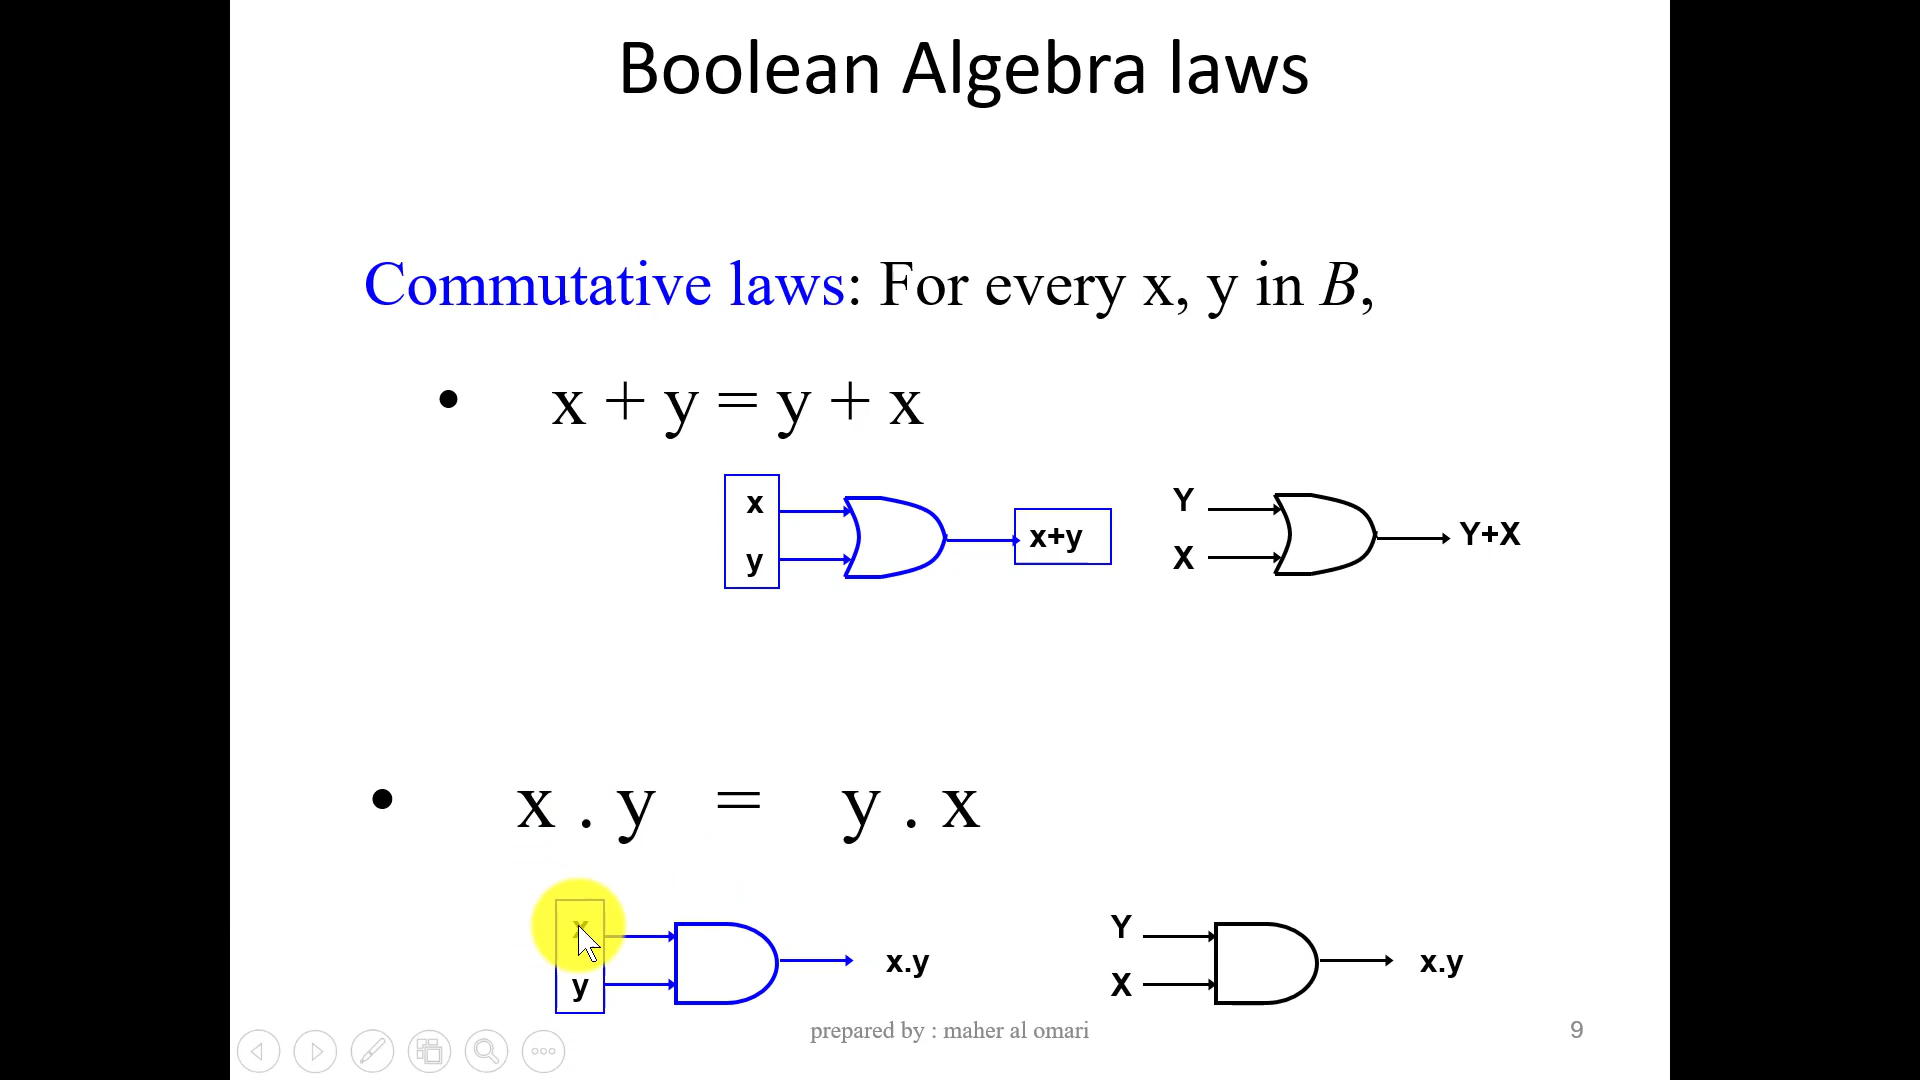 Boolean Algebra laws
Commutative laws: For every x, y in B,
• x + y = y + x
x
y
x+y
Y
X
Y+X
• x . y = y . x
x
y
x.y
Y
X
x.y
prepared by : maher al omari
9